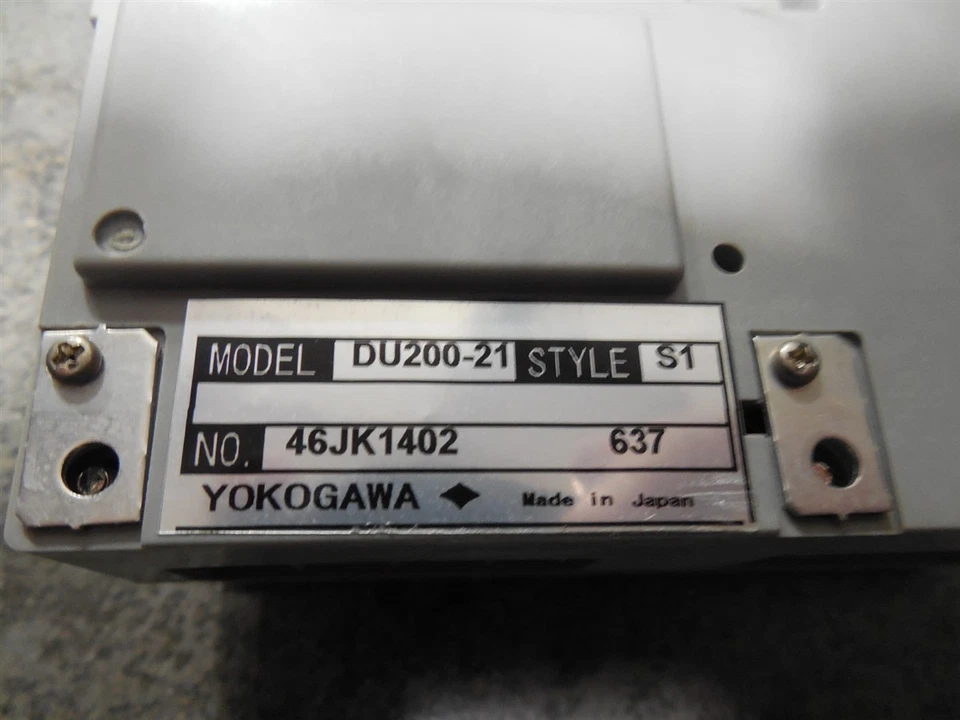 MODEL DU200-21 STYLE S1
NO. 46JK1402 637
YOKOGAWA Made in Japan